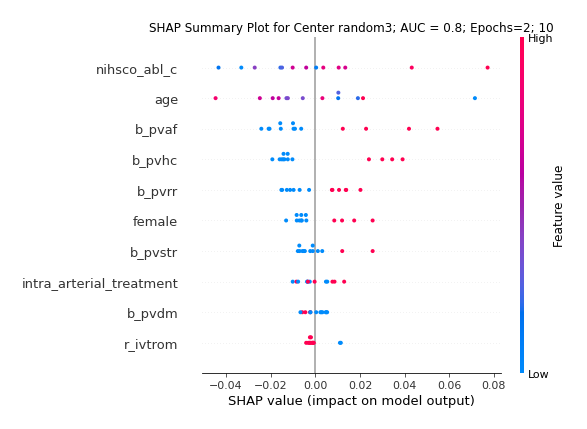 SHAP Summary Plot for Center random3; AUC = 0.8; Epochs=2; 10
High
nihsco_abl_c
age
b_pvaf
b_pvhc
b_pvrr
female
b_pvstr
intra_arterial_treatment
b_pvdm
r_ivtrom
Feature value
Low
−0.04 −0.02 0.00 0.02 0.04 0.06 0.08
SHAP value (impact on model output)